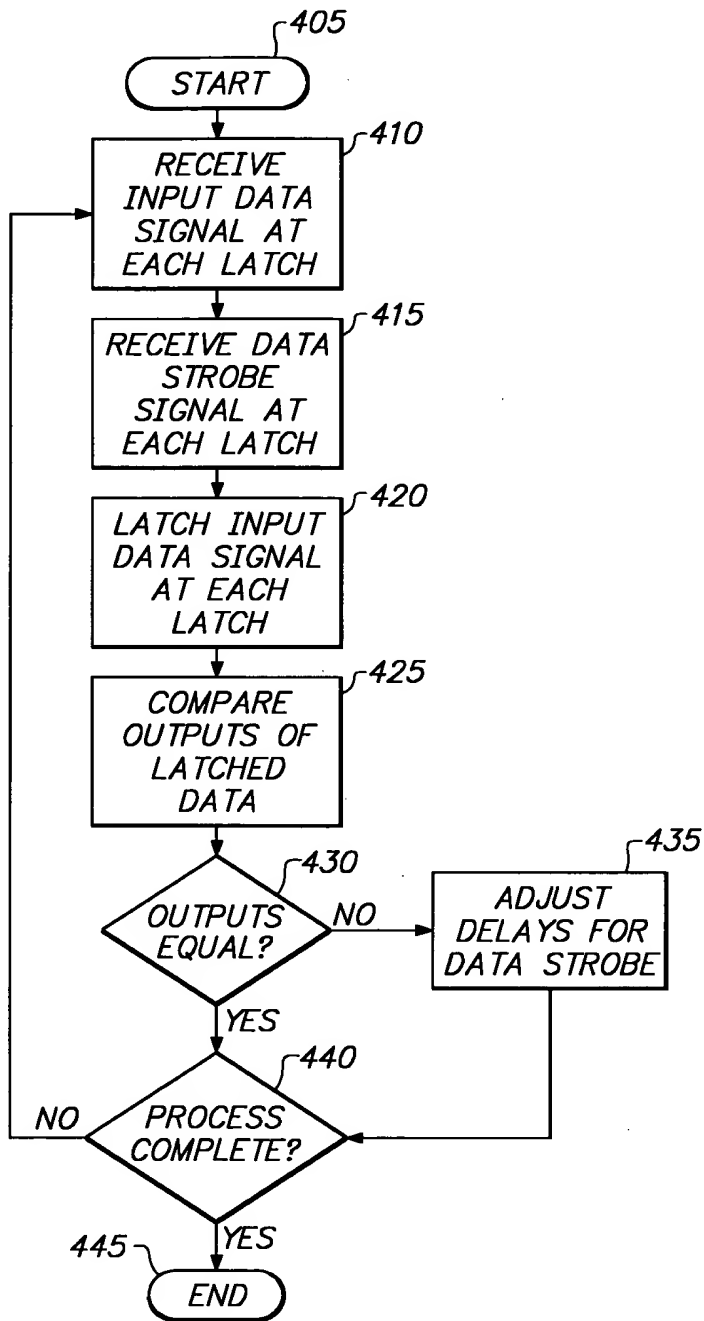 405
START
410
RECEIVE
INPUT DATA
SIGNAL AT
EACH LATCH
415
RECEIVE DATA
STROBE
SIGNAL AT
EACH LATCH
420
LATCH INPUT
DATA SIGNAL
AT EACH
LATCH
425
COMPARE
OUTPUTS OF
LATCHED
DATA
430
OUTPUTS
EQUAL?
NO
435
ADJUST
DELAYS FOR
DATA STROBE
YES
440
NO
PROCESS
COMPLETE?
YES
445
END